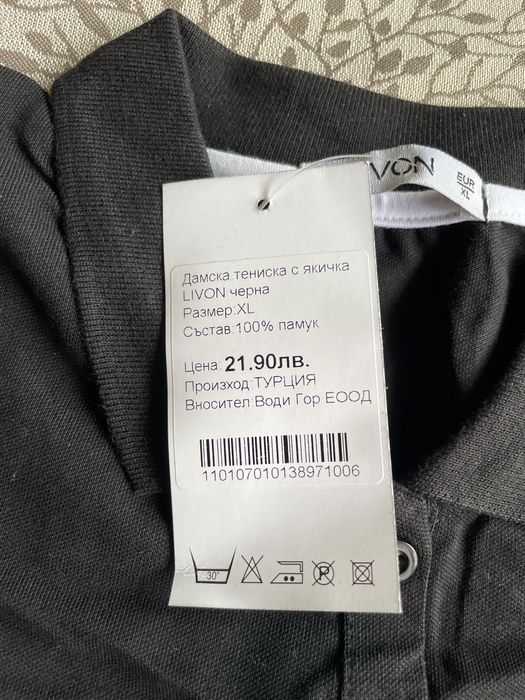 VON
EUR
XL
Дамска тениска с якичка
LIVON черна
Размер:XL
Състав:100% памук
Цена: 21.90лв.
Произход:ТУРЦИЯ
Вносител:Води Гор ЕООД
110107010138971006
30°
P